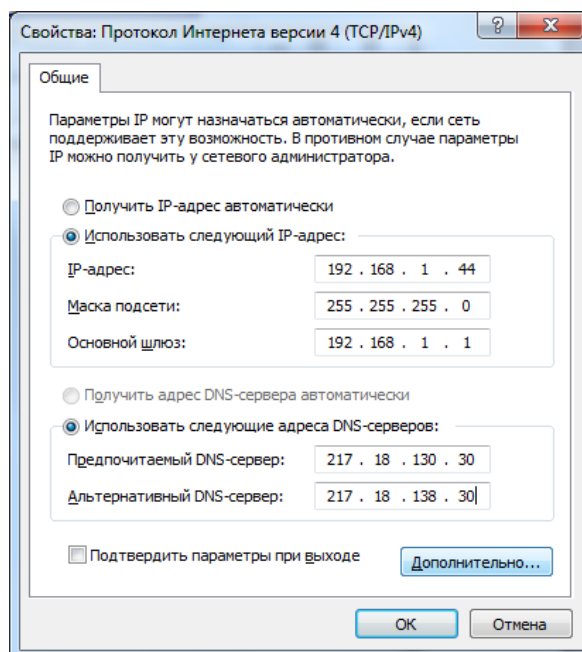 Свойства: Протокол Интернета версии 4 (TCP/IPv4)
Общие
Параметры IP могут назначаться автоматически, если сеть
поддерживает эту возможность. В противном случае параметры
IP можно получить у сетевого администратора.
Получить IP-адрес автоматически
Использовать следующий IP-адрес:
IP-адрес: 192 . 168 . 1 . 44
Маска подсети: 255 . 255 . 255 . 0
Основной шлюз: 192 . 168 . 1 . 1
Получить адрес DNS-сервера автоматически
Использовать следующие адреса DNS-серверов:
Предпочитаемый DNS-сервер: 217 . 18 . 130 . 30
Альтернативный DNS-сервер: 217 . 18 . 138 . 30
Подтвердить параметры при выходе
Дополнительно...
ОК Отмена